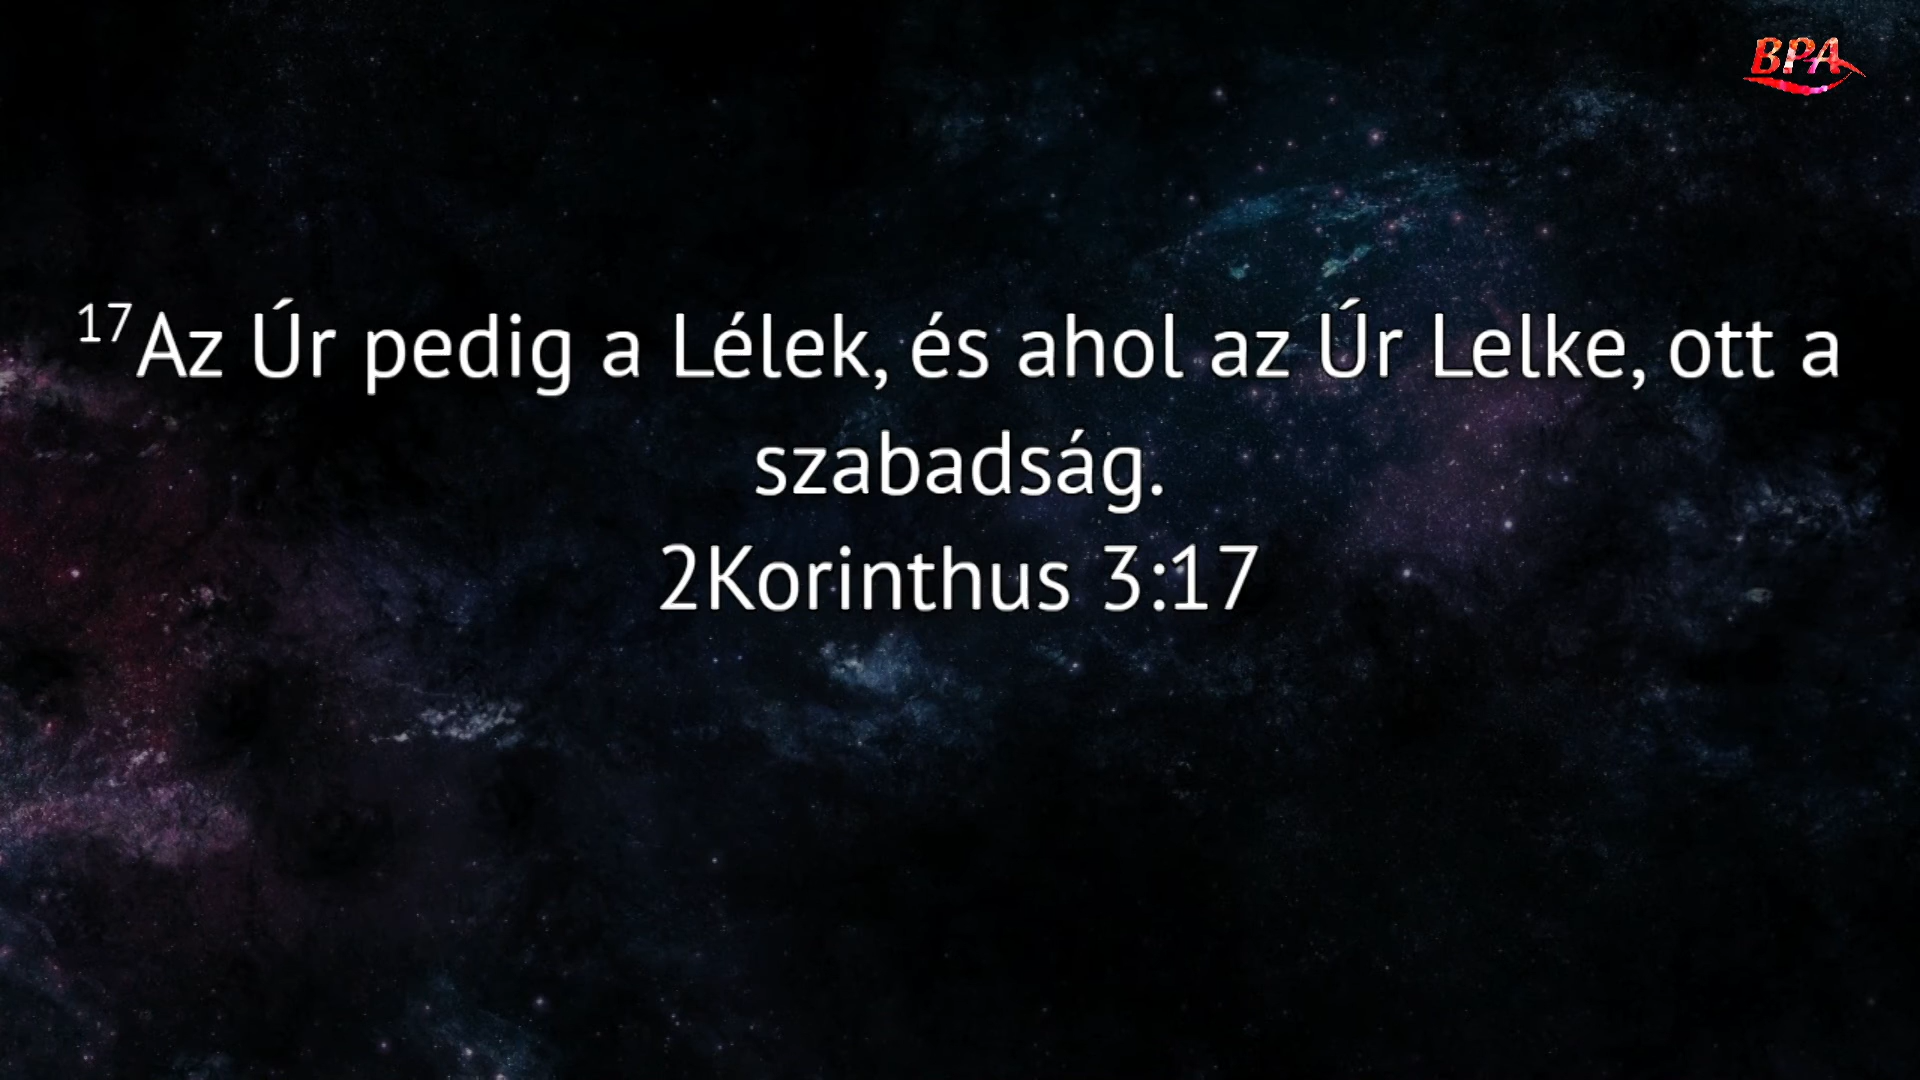 BPA
17Az Úr pedig a Lélek, és ahol az Úr Lelke, ott a
szabadság.
2Korinthus 3:17